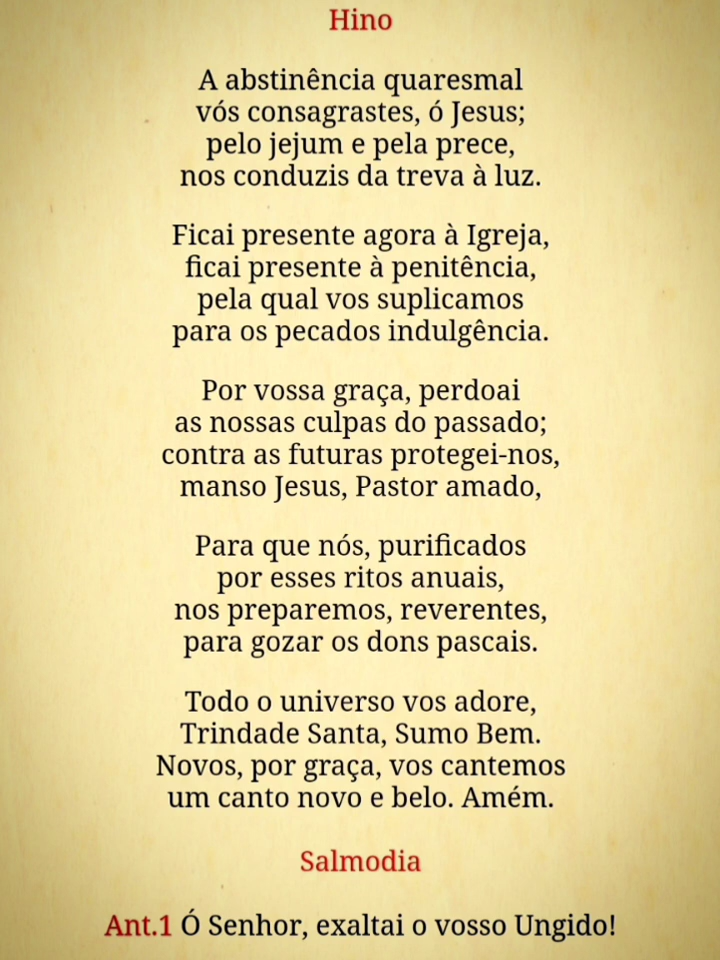 Hino
A abstinência quaresmal
vós consagrastes, ó Jesus;
pelo jejum e pela prece,
nos conduzis da treva à luz.
Ficai presente agora à Igreja,
ficai presente à penitência,
pela qual vos suplicamos
para os pecados indulgência.
Por vossa graça, perdoai
as nossas culpas do passado;
contra as futuras protegei-nos,
manso Jesus, Pastor amado,
Para que nós, purificados
por esses ritos anuais,
nos preparemos, reverentes,
para gozar os dons pascais.
Todo o universo vos adore,
Trindade Santa, Sumo Bem.
Novos, por graça, vos cantemos
um canto novo e belo. Amém.
Salmodia
Ant.1 Ó Senhor, exaltai o vosso Ungido!